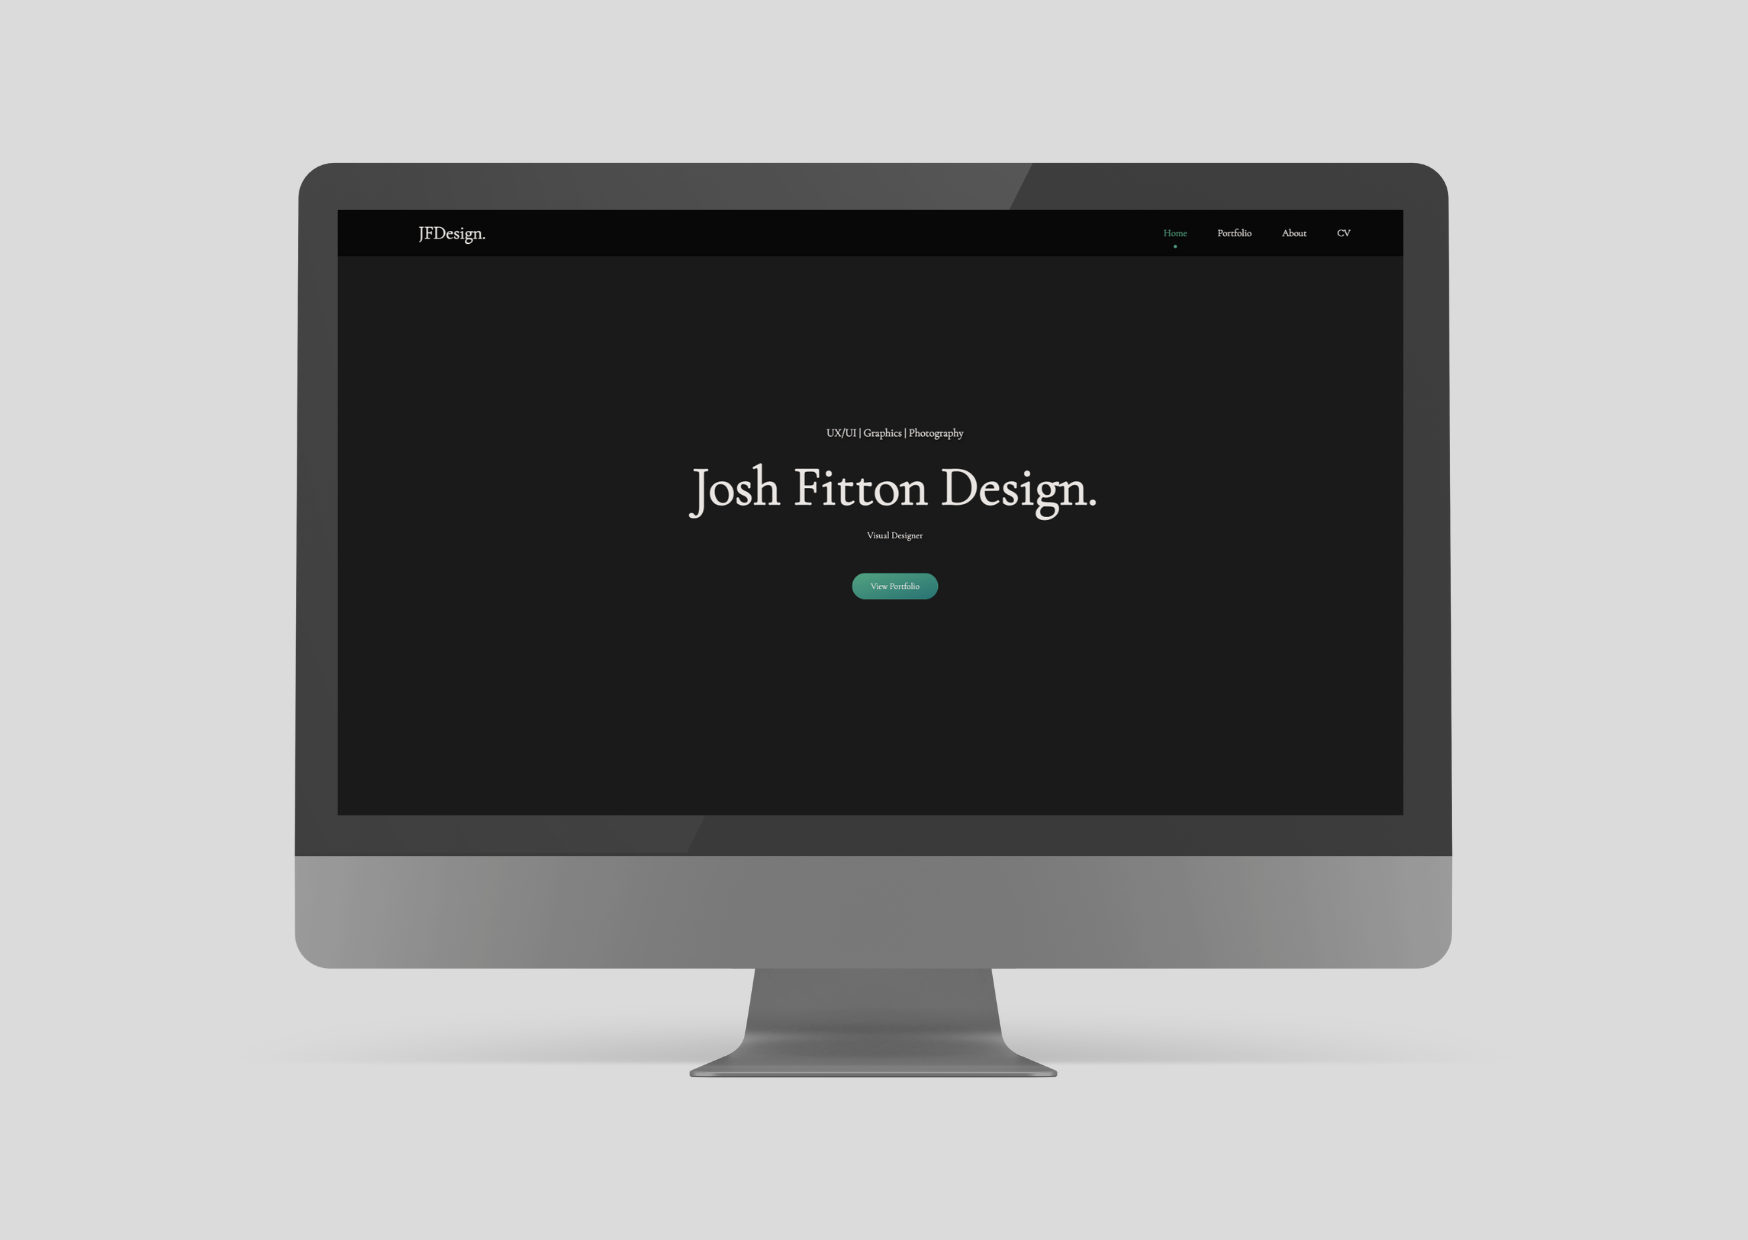 JFDesign.
Home Portfolio About CV
UX/UI | Graphics | Photography
Josh Fitton Design.
Visual Designer
View Portfolio